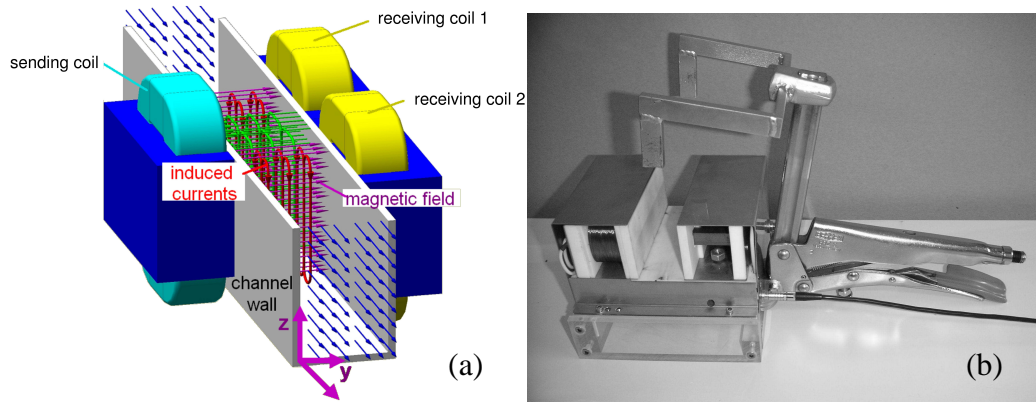 receiving coil 1
sending coil
receiving coil 2
induced
currents
magnetic field
channel
wall
z
y
(a)
(b)